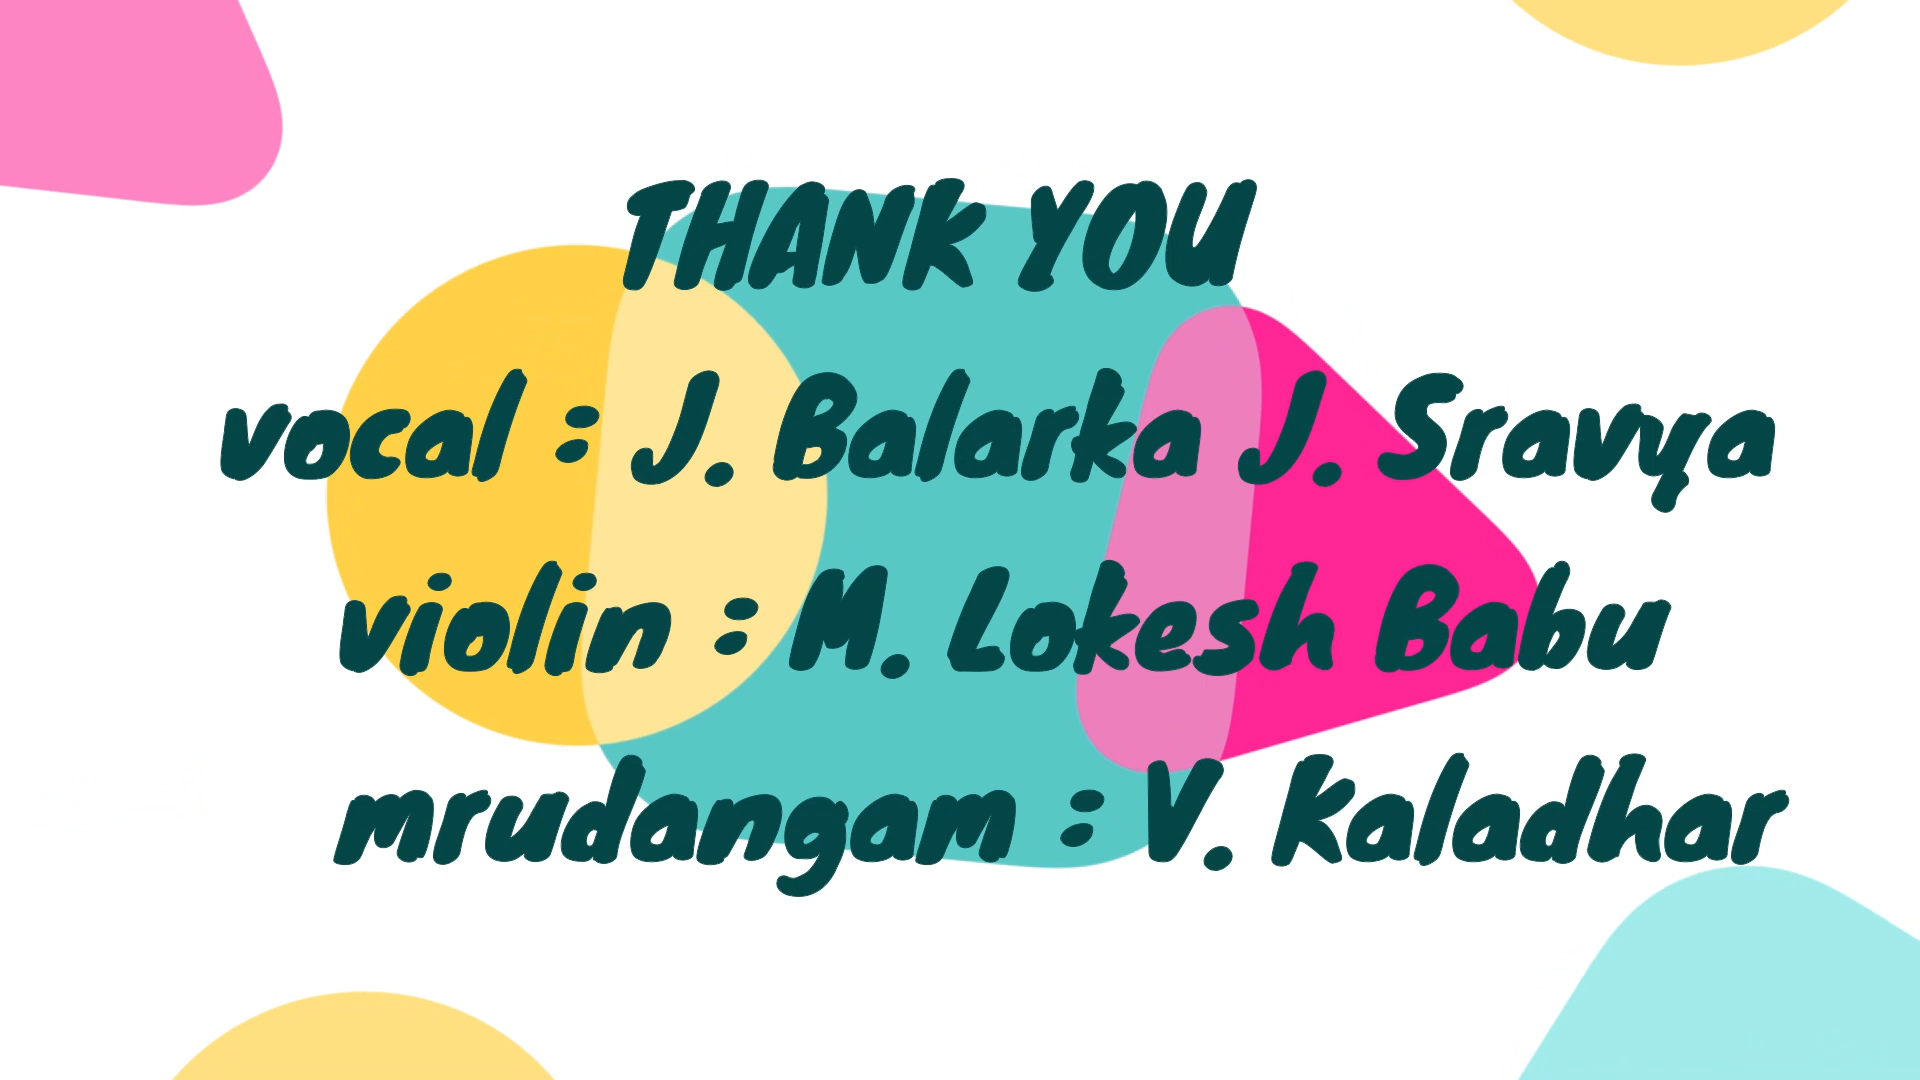 THANK YOU
vocal : J. Balarka J. Sravya
violin : M. Lokesh Babu
mrudangam : V. Kaladhar